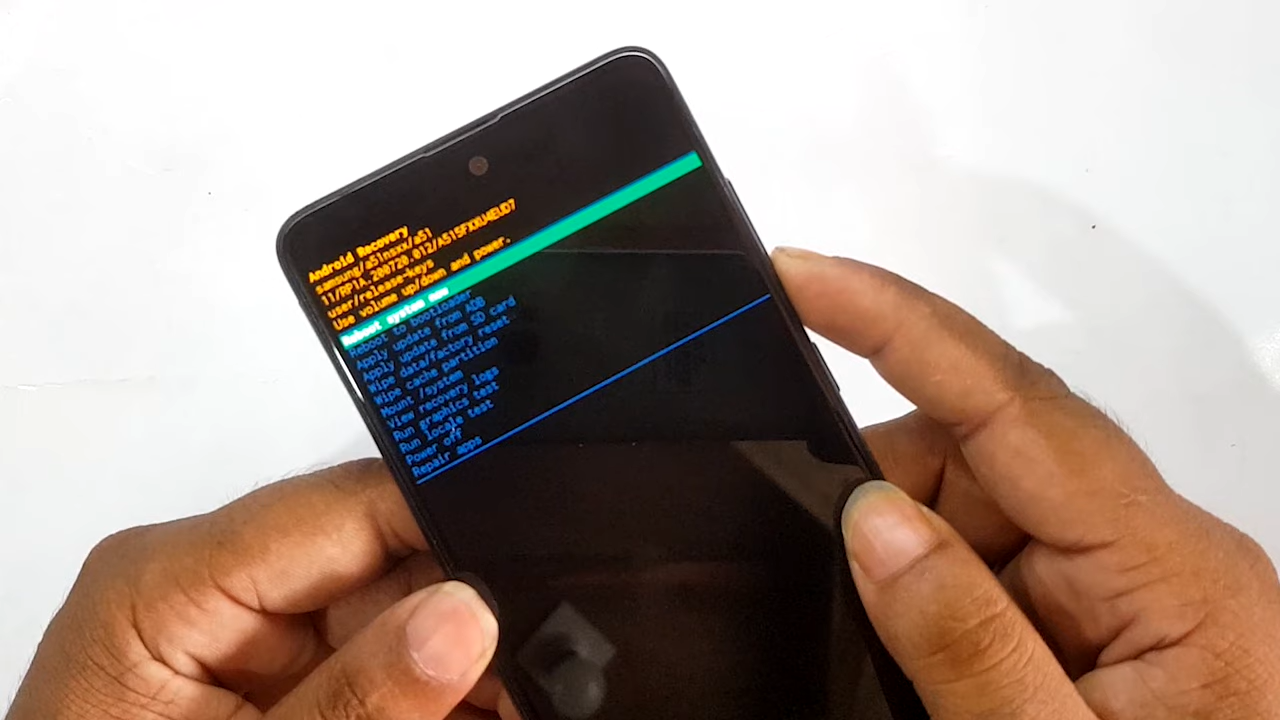 Android Recovery
samsung/a51nsxx/a51
11/RP1A.200720.012/A515FXXU4EUD7
user/release-keys
Use volume up/down and power.
Reboot system now
Reboot to bootloader
Apply update from ADB
Apply update from SD card
Wipe data/factory reset
Wipe cache partition
Mount /system
View recovery logs
Run graphics test
Run locale test
Power off
Repair apps